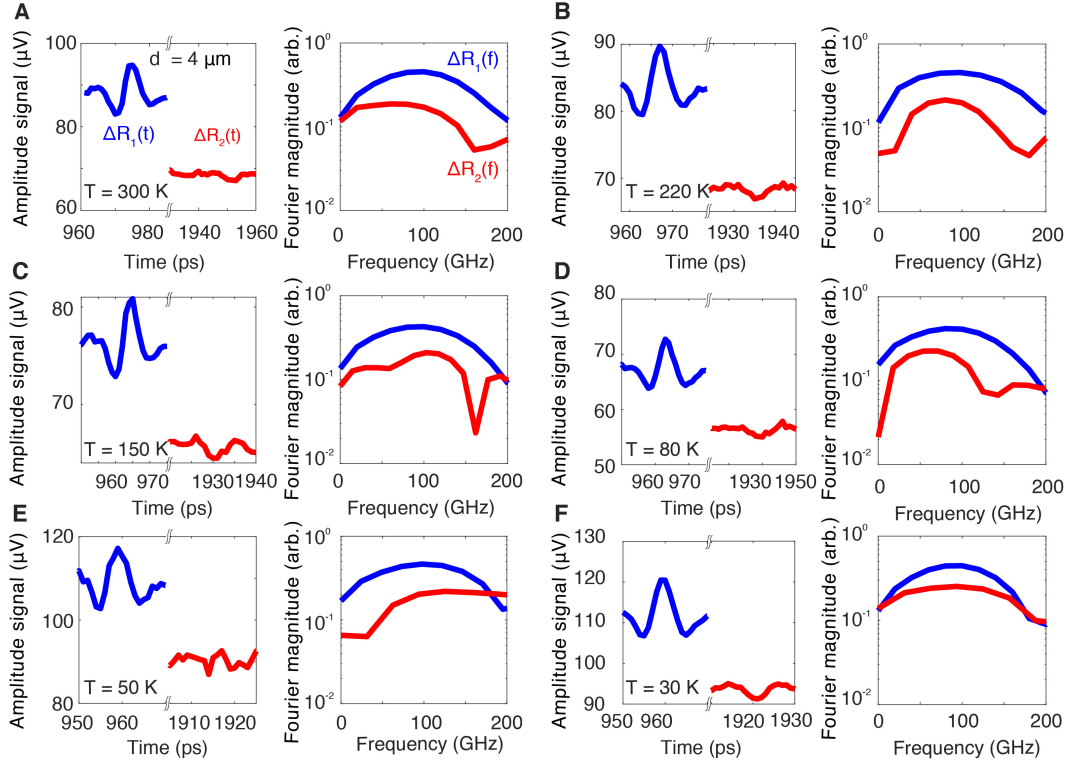 A
Amplitude signal (µV)
100
80
60
d = 4 µm
ΔR1(t)
ΔR2(t)
T = 300 K
960 985 1940 1960
Time (ps)
Fourier magnitude (arb.)
10^0
10^-1
10^-2
ΔR1(f)
ΔR2(f)
0 100 200
Frequency (GHz)
B
Amplitude signal (µV)
90
80
70
T = 220 K
960 970 1930 1940
Time (ps)
Fourier magnitude (arb.)
10^0
10^-1
10^-2
0 100 200
Frequency (GHz)
C
Amplitude signal (µV)
80
70
T = 150 K
960 970 1930 1940
Time (ps)
Fourier magnitude (arb.)
10^0
10^-1
10^-2
0 100 200
Frequency (GHz)
D
Amplitude signal (µV)
80
70
60
50
T = 80 K
960 970 1930 1950
Time (ps)
Fourier magnitude (arb.)
10^0
10^-1
10^-2
0 100 200
Frequency (GHz)
E
Amplitude signal (µV)
120
100
80
T = 50 K
950 960 1910 1920
Time (ps)
Fourier magnitude (arb.)
10^0
10^-1
10^-2
0 100 200
Frequency (GHz)
F
Amplitude signal (µV)
130
120
110
100
90
T = 30 K
950 960 1920 1930
Time (ps)
Fourier magnitude (arb.)
10^0
10^-1
10^-2
0 100 200
Frequency (GHz)